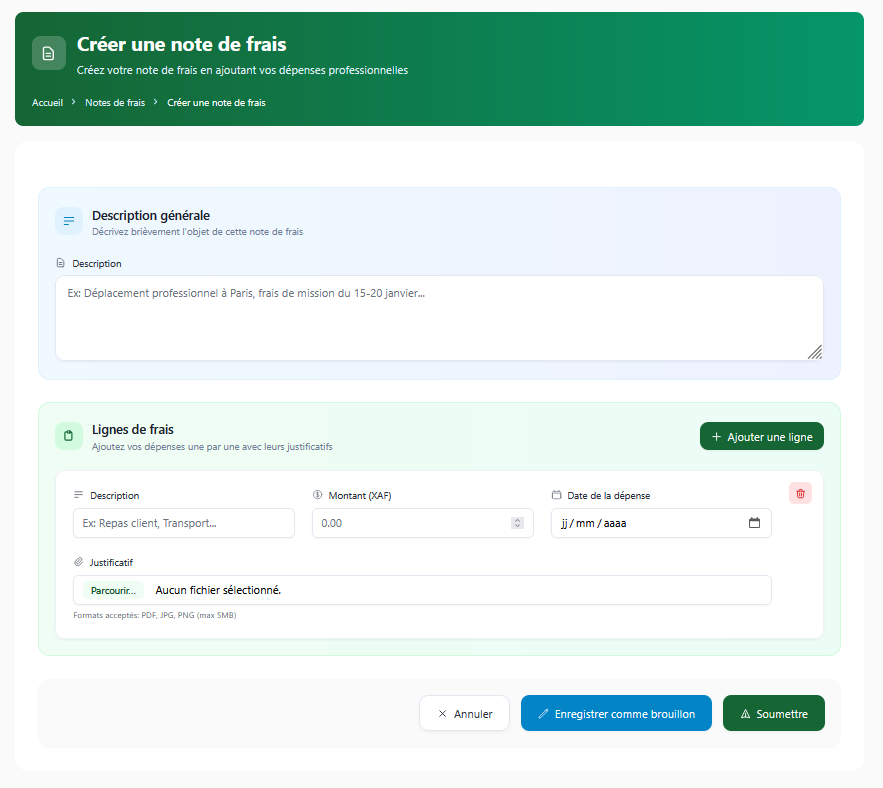 Créer une note de frais
Créez votre note de frais en ajoutant vos dépenses professionnelles
Accueil > Notes de frais > Créer une note de frais
Description générale
Décrivez brièvement l'objet de cette note de frais
Description
Ex: Déplacement professionnel à Paris, frais de mission du 15-20 janvier...
Lignes de frais
Ajoutez vos dépenses une par une avec leurs justificatifs
+ Ajouter une ligne
Description
Montant (XAF)
Date de la dépense
Ex: Repas client, Transport...
0.00
jj/mm/aaaa
Justificatif
Parcourir... Aucun fichier sélectionné.
Formats acceptés: PDF, JPG, PNG (max 5MB)
Annuler
Enregistrer comme brouillon
Soumettre